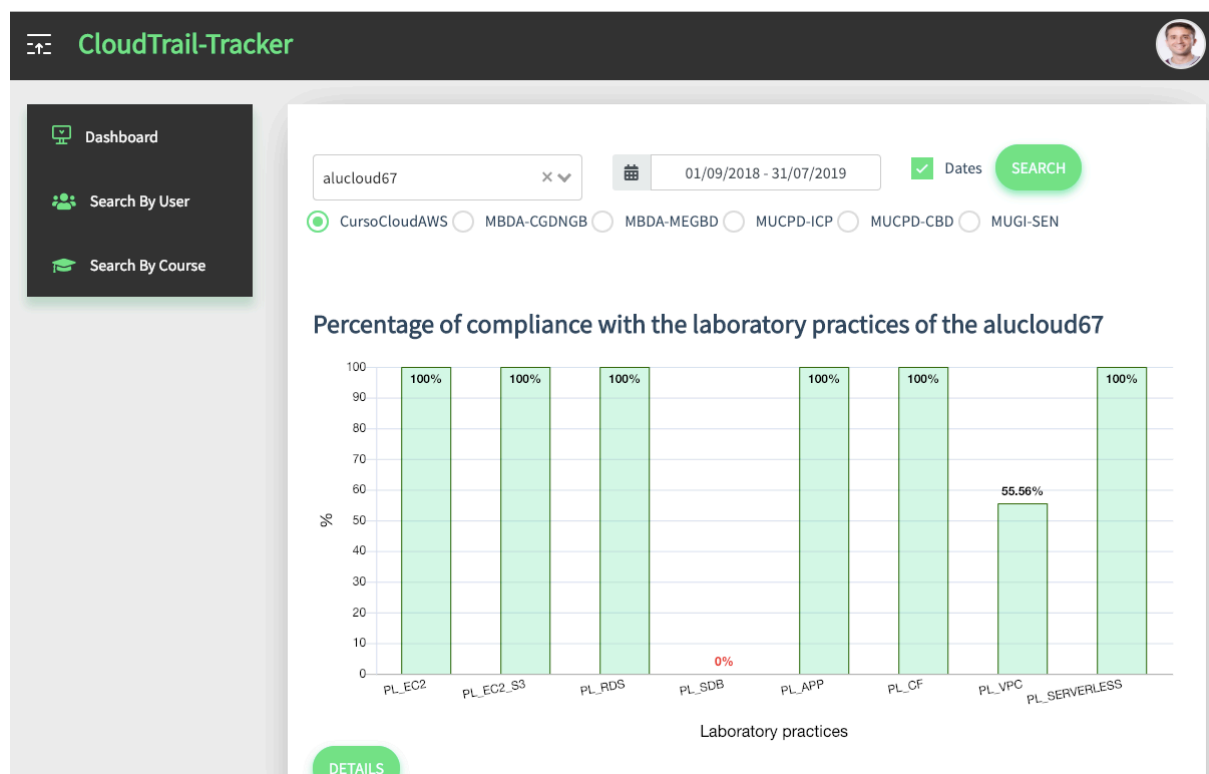 CloudTrail-Tracker
Dashboard
Search By User
Search By Course
alucloud67 01/09/2018 - 31/07/2019 Dates SEARCH
CursoCloudAWS MBDA-CGDNGB MBDA-MEGBD MUCPD-ICP MUCPD-CBD MUGI-SEN
Percentage of compliance with the laboratory practices of the alucloud67
100
90
80
70
60
50
40
30
20
10
0
%
100% 100% 100% 0% 100% 100% 55.56% 100%
PL_EC2 PL_EC2_S3 PL_RDS PL_SDB PL_APP PL_CF PL_VPC PL_SERVERLESS
Laboratory practices
DETAILS